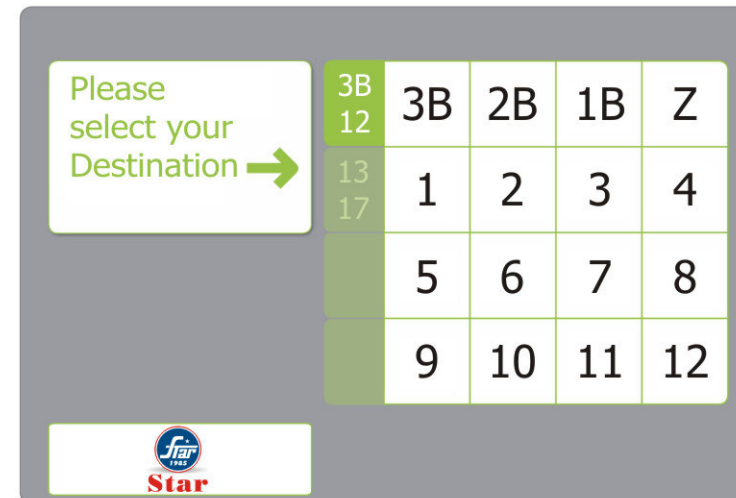 Please
select your
Destination
3B
12
13
17
3B 2B 1B Z
1 2 3 4
5 6 7 8
9 10 11 12
Star
1985
Star